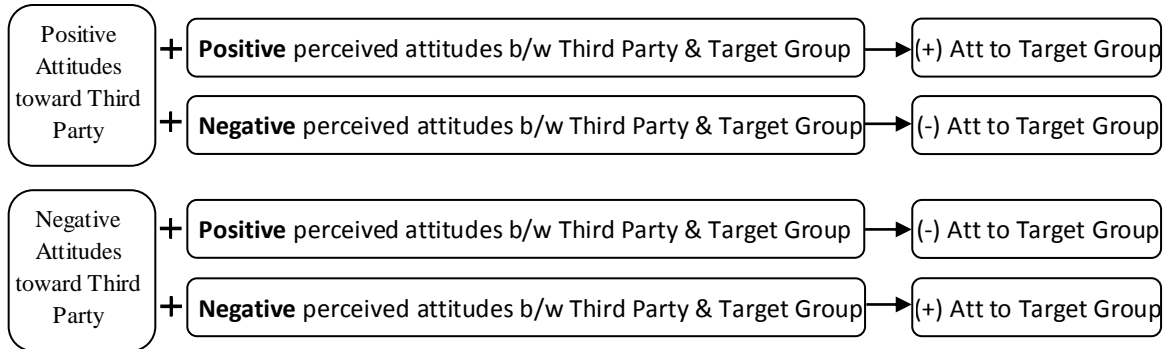 Positive
Attitudes
toward Third
Party
+ Positive perceived attitudes b/w Third Party & Target Group (+) Att to Target Group
+ Negative perceived attitudes b/w Third Party & Target Group (-) Att to Target Group
Negative
Attitudes
toward Third
Party
+ Positive perceived attitudes b/w Third Party & Target Group (-) Att to Target Group
+ Negative perceived attitudes b/w Third Party & Target Group (+) Att to Target Group